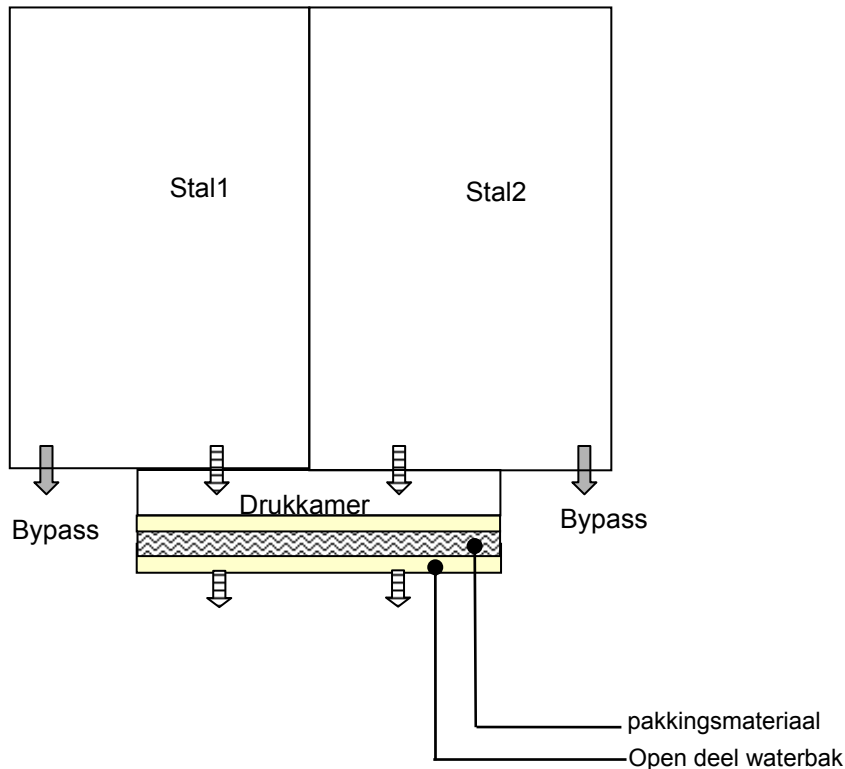 Stal1
Stal2
Drukkamer
Bypass
Bypass
pakkingsmateriaal
Open deel waterbak